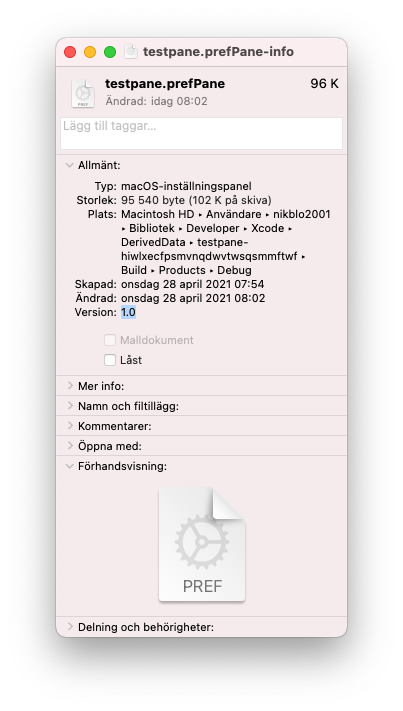 testpane.prefPane-info
testpane.prefPane 96 K
Ändrad: idag 08:02
Lägg till taggar...
Allmänt:
Typ: macOS-inställningspanel
Storlek: 95 540 byte (102 K på skiva)
Plats: Macintosh HD ▸ Användare ▸ nikblo2001
▸ Bibliotek ▸ Developer ▸ Xcode ▸
DerivedData ▸ testpane-
hiwlxecfpsmvnqdwvtwsqsmmftwf ▸
Build ▸ Products ▸ Debug
Skapad: onsdag 28 april 2021 07:54
Ändrad: onsdag 28 april 2021 08:02
Version: 1.0
Malldokument
Låst
Mer info:
Namn och filtillägg:
Kommentarer:
Öppna med:
Förhandsvisning:
PREF
Delning och behörigheter: